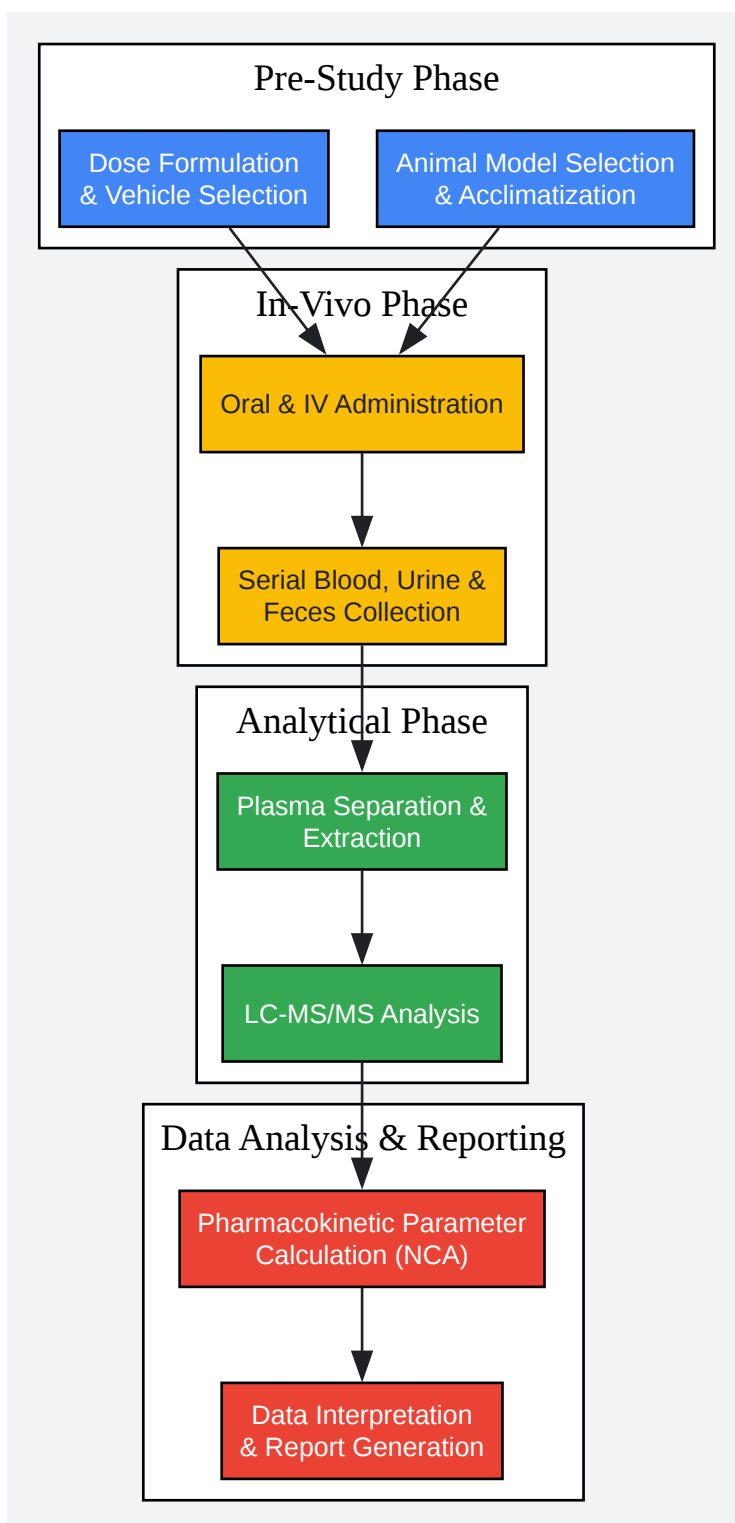 Pre-Study Phase
Dose Formulation
& Vehicle Selection
Animal Model Selection
& Acclimatization
In-Vivo Phase
Oral & IV Administration
Serial Blood, Urine &
Feces Collection
Analytical Phase
Plasma Separation &
Extraction
LC-MS/MS Analysis
Data Analysis & Reporting
Pharmacokinetic Parameter
Calculation (NCA)
Data Interpretation
& Report Generation